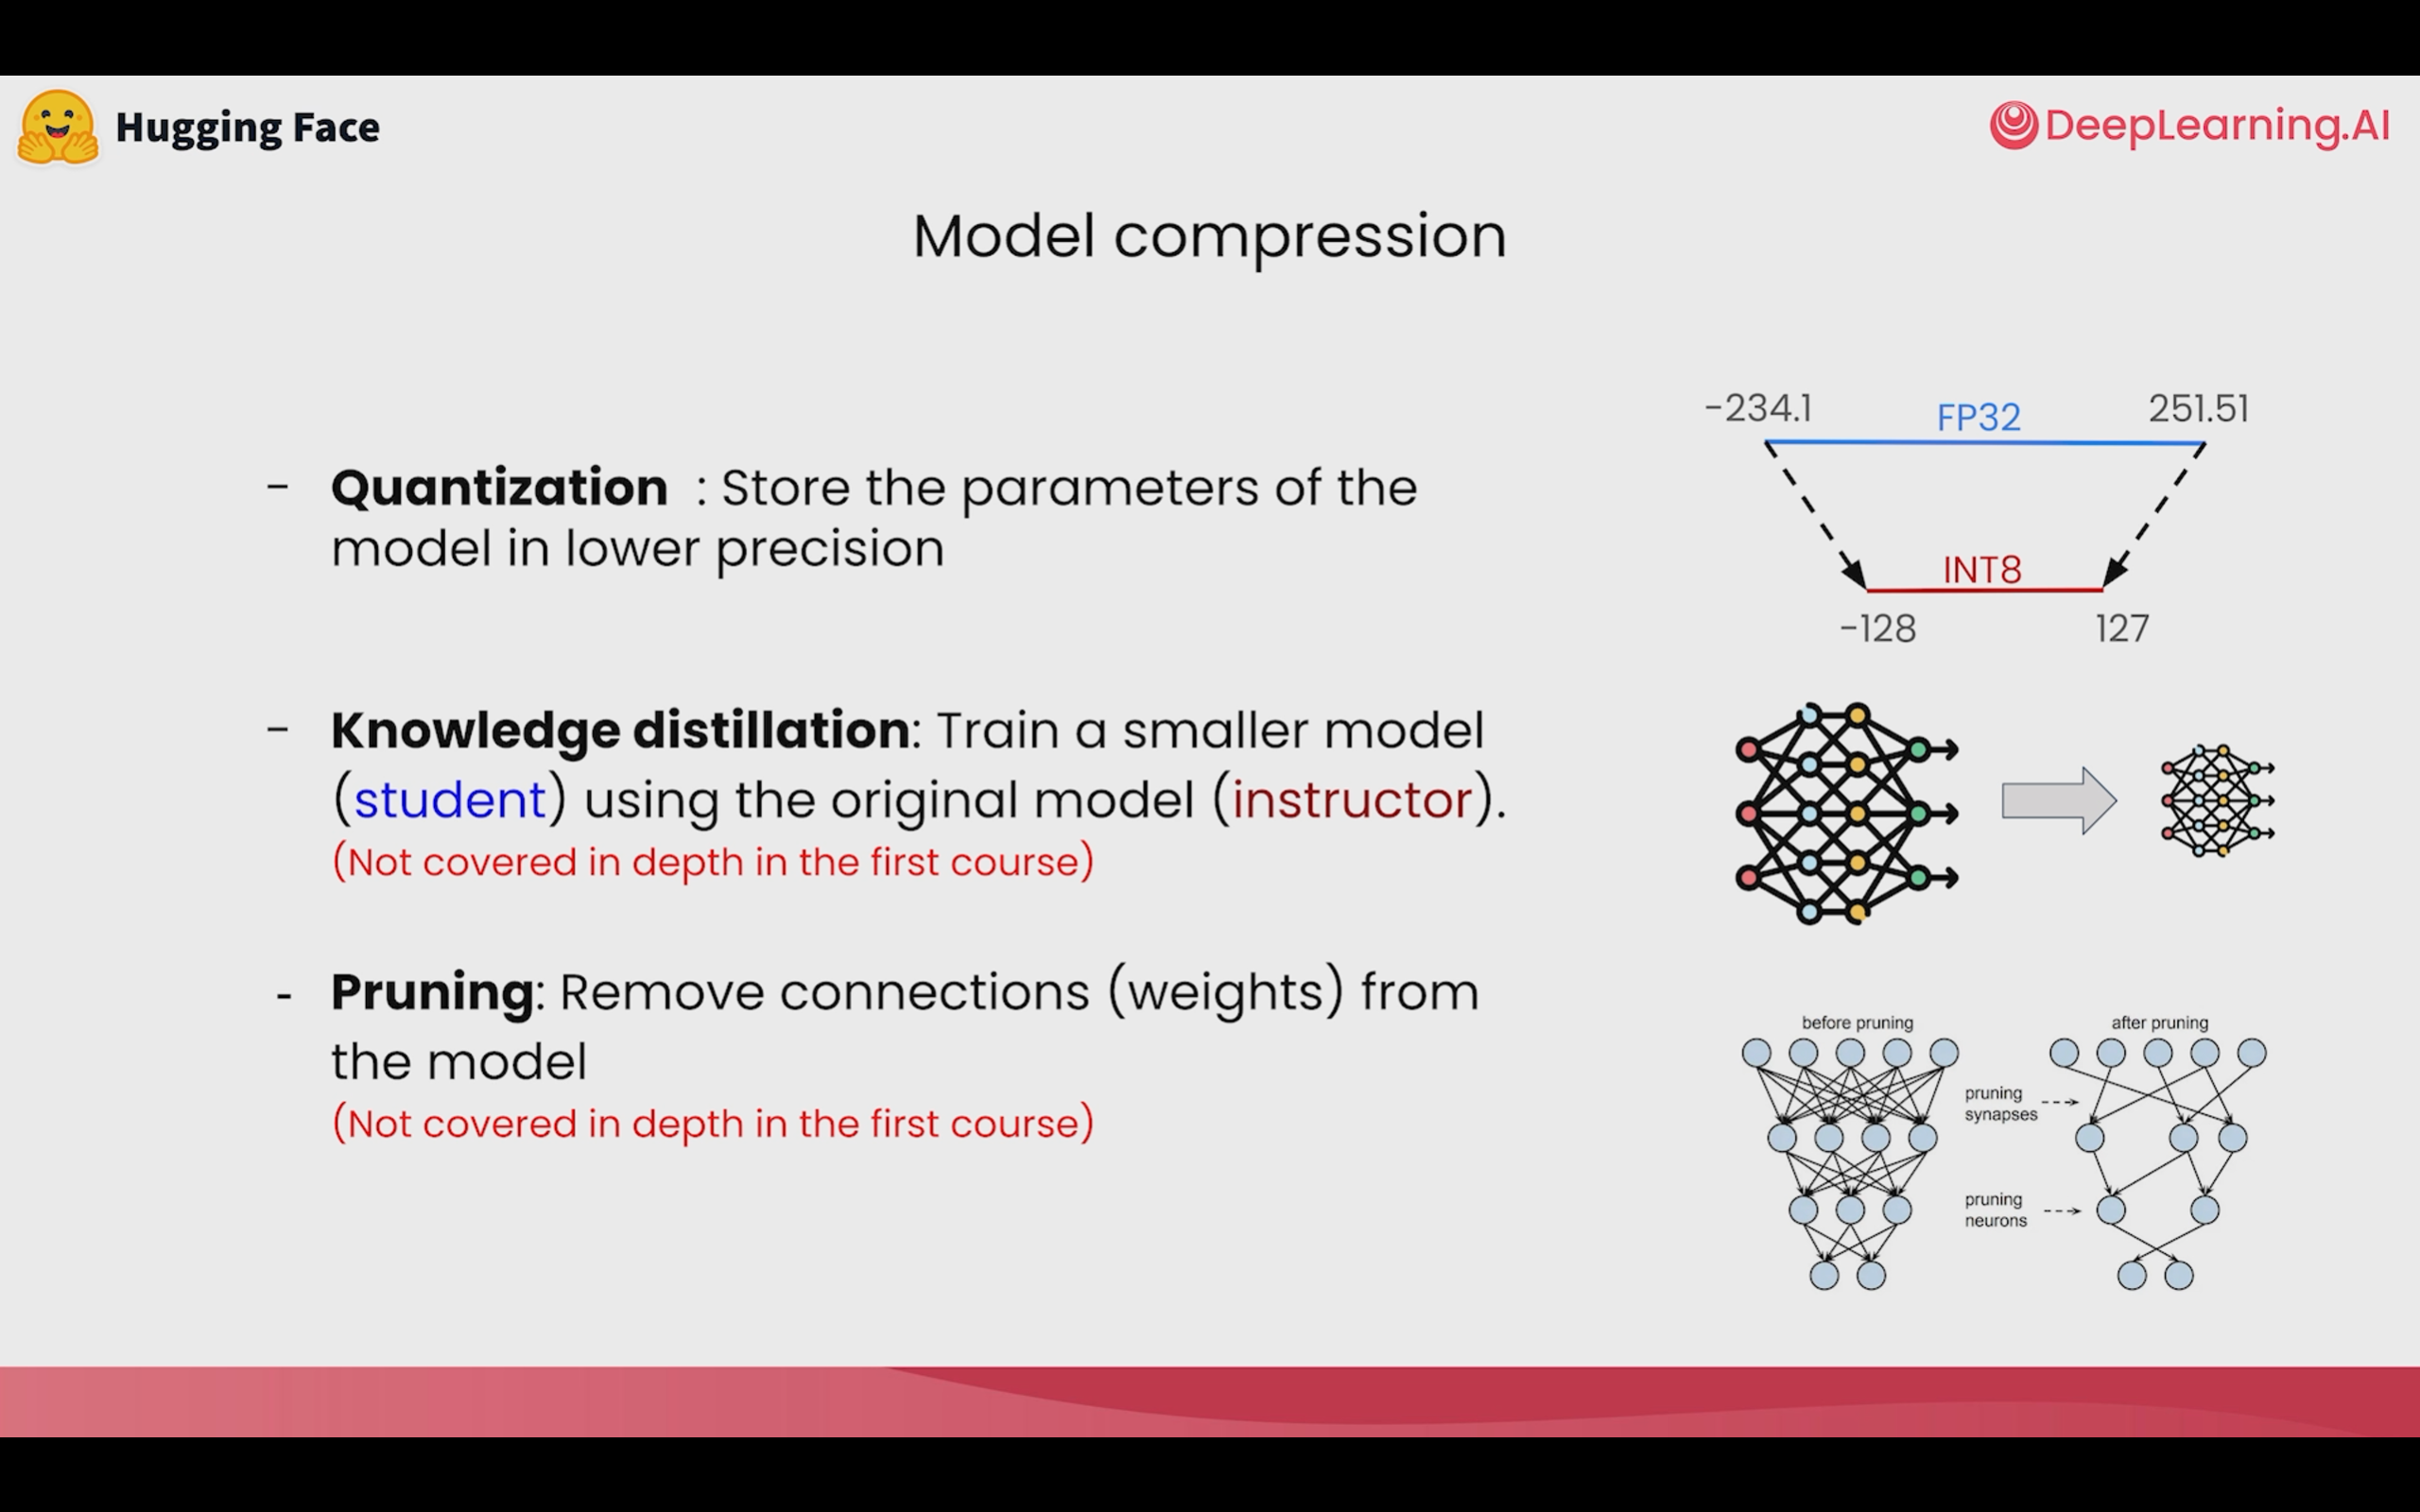 Hugging Face
DeepLearning.AI
Model compression
- Quantization : Store the parameters of the
model in lower precision
-234.1
FP32
251.51
INT8
-128
127
- Knowledge distillation: Train a smaller model
(student) using the original model (instructor).
(Not covered in depth in the first course)
- Pruning: Remove connections (weights) from
the model
(Not covered in depth in the first course)
before pruning
after pruning
pruning
synapses
pruning
neurons